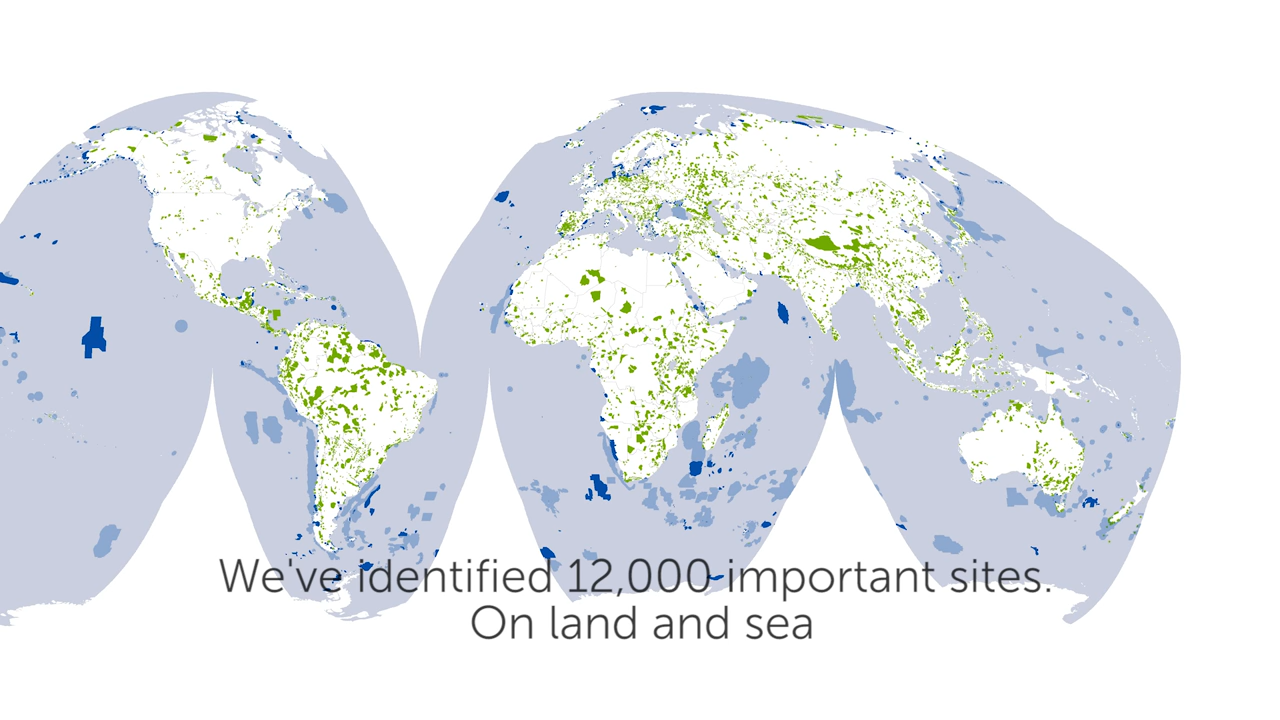 We've identified 12,000 important sites.
On land and sea